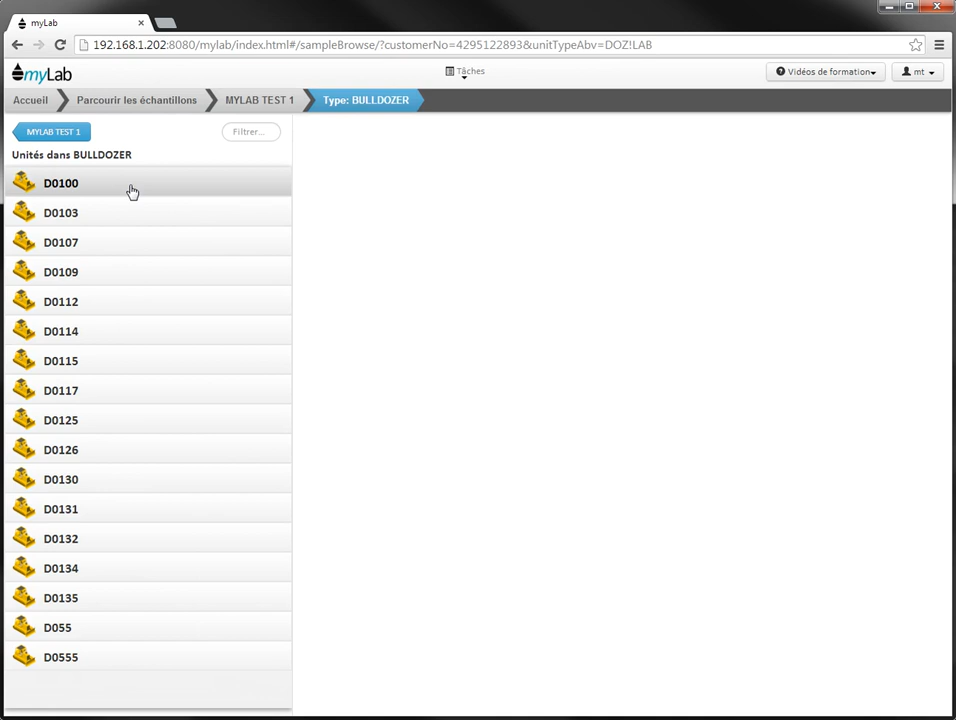 myLab
192.168.1.202:8080/mylab/index.html#/sampleBrowse/?customerNo=4295122893&unitTypeAbv=DOZ!LAB
myLab
Tâches
Vidéos de formation
mt
Accueil
Parcourir les échantillons
MYLAB TEST 1
Type: BULLDOZER
MYLAB TEST 1
Filtrer...
Unités dans BULLDOZER
D0100
D0103
D0107
D0109
D0112
D0114
D0115
D0117
D0125
D0126
D0130
D0131
D0132
D0134
D0135
D055
D0555